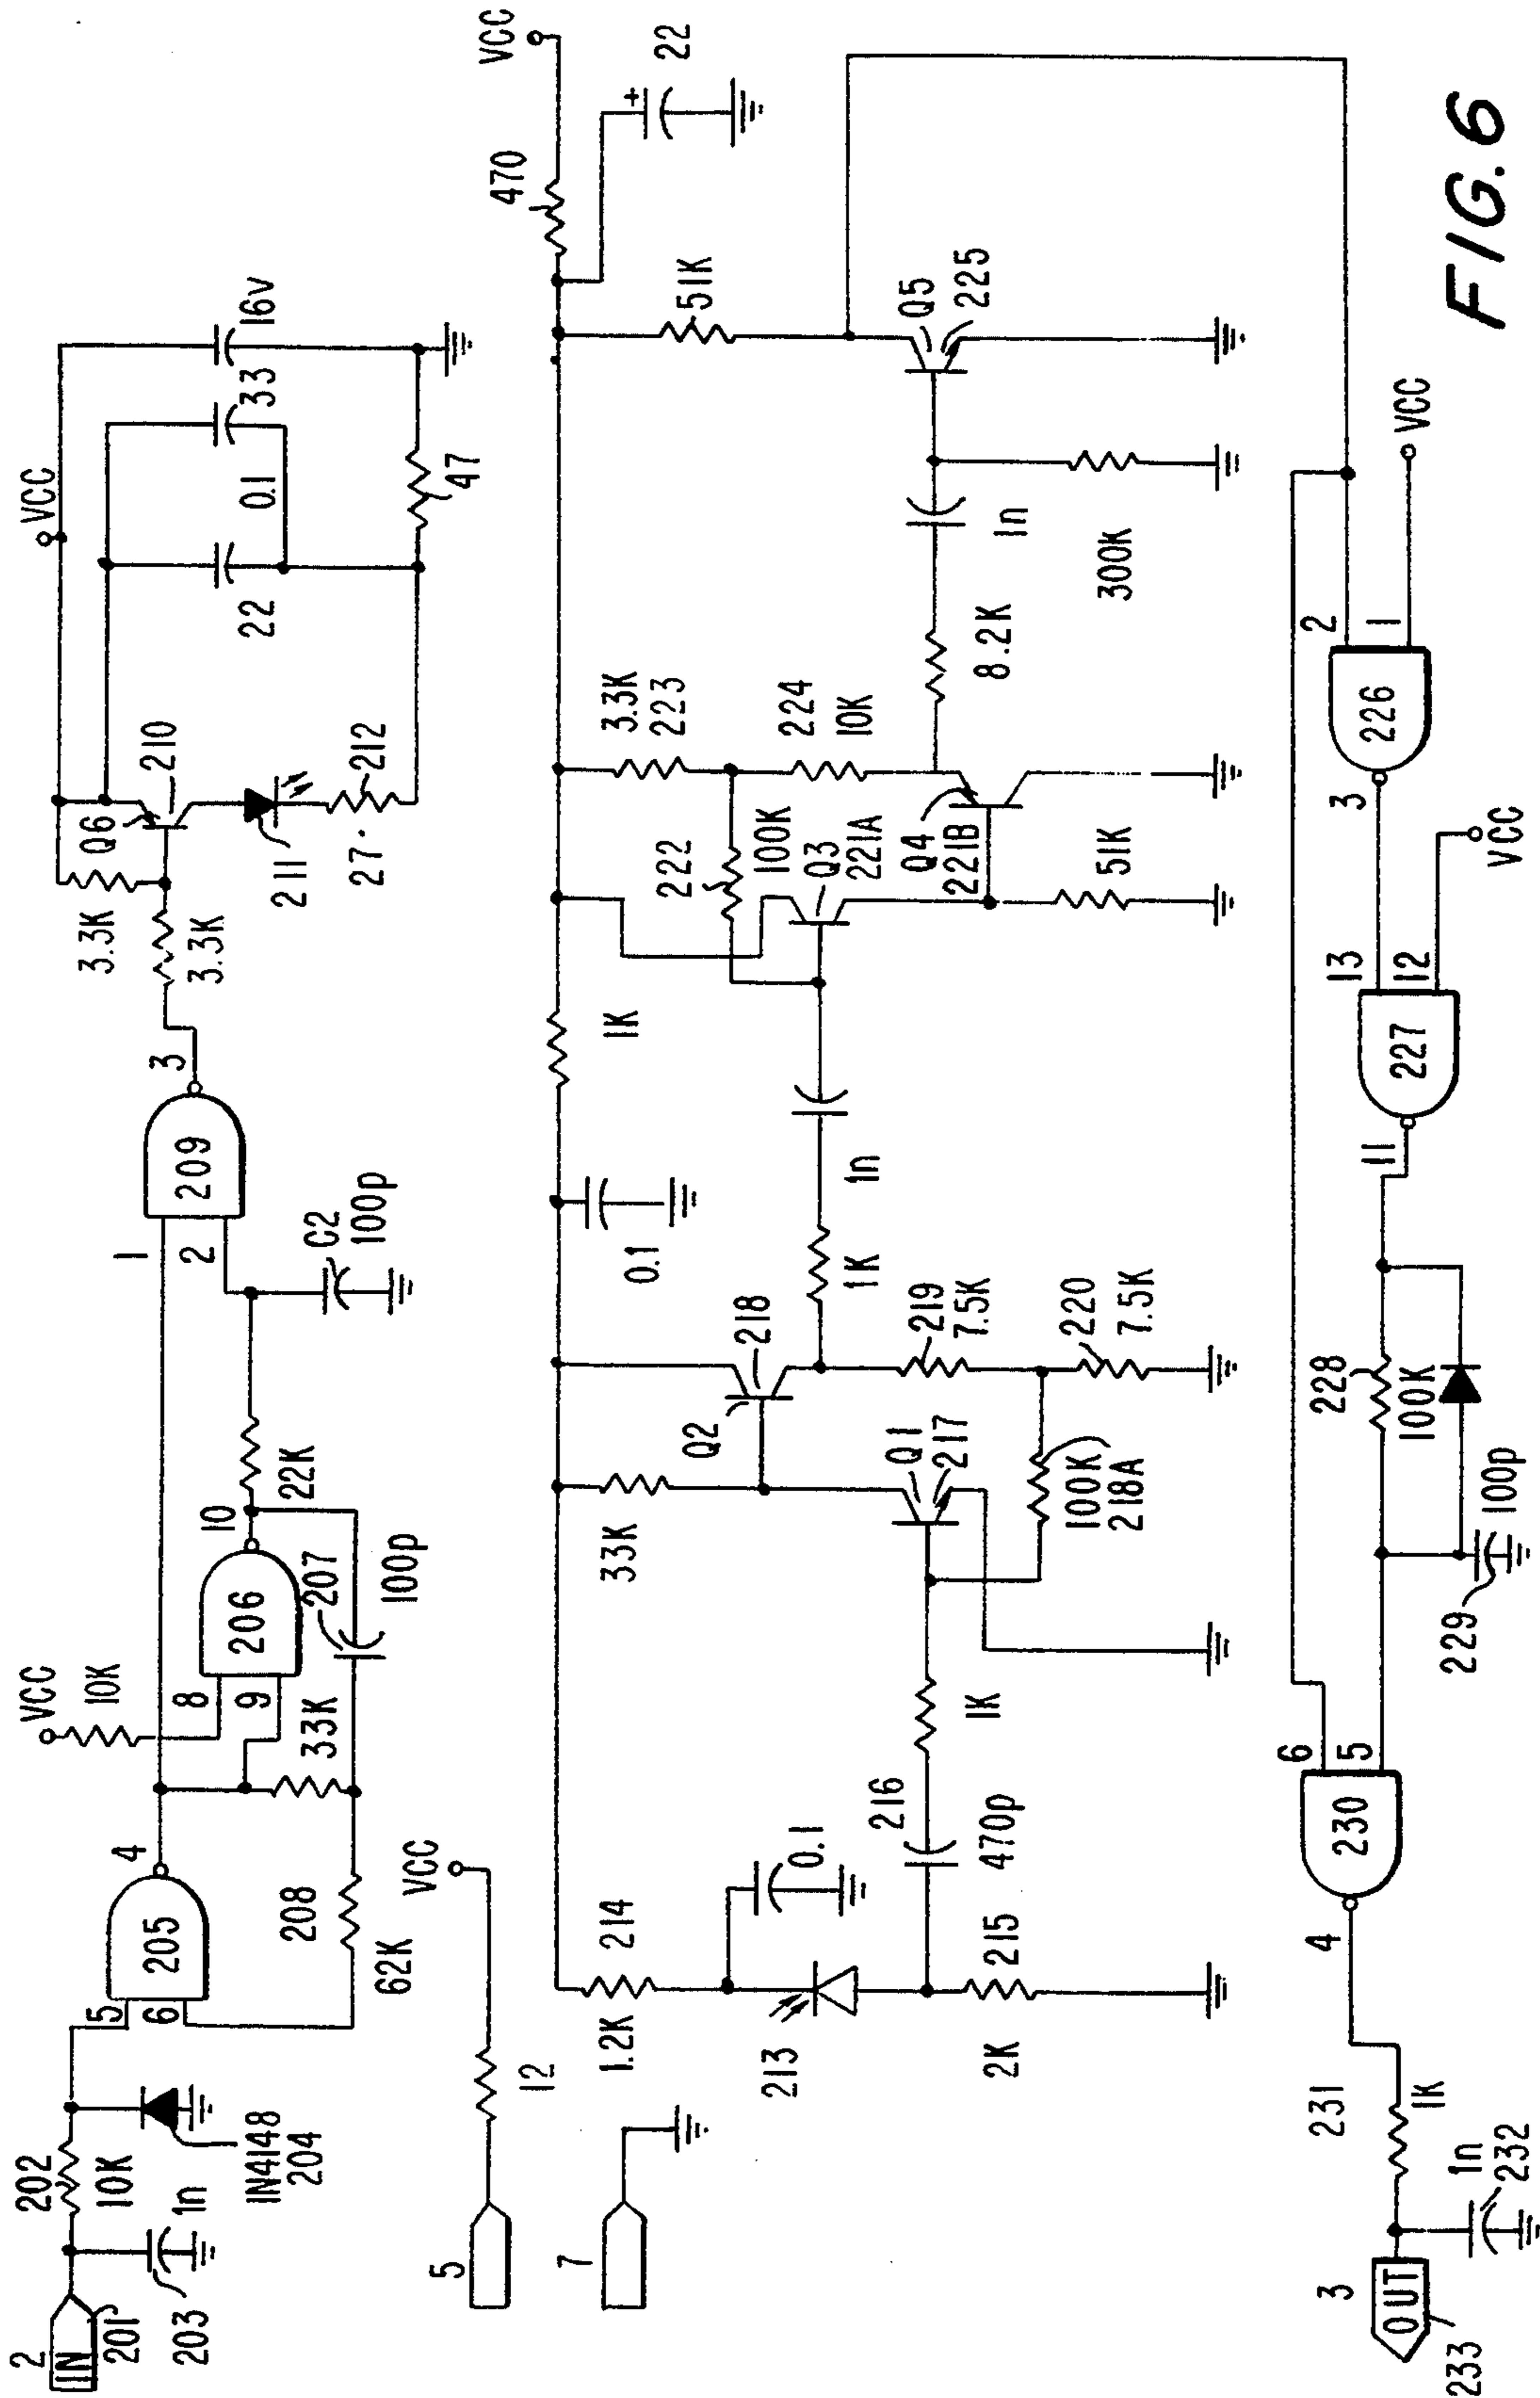 2
IN
201
203
1n
202
10K
IN4148
204
5
6
205
4
208
62K
VCC
10K
8
9
33K
206
207
100p
10
22K
C2
100p
1
2
209
3
3.3K
3.3K
Q6
210
211
27
212
VCC
22
0.1
33
16v
47
5
12
VCC
7
1.2K
214
213
0.1
2K
215
216
470p
1K
33K
Q1
217
100K
218A
Q2
218
219
7.5K
220
7.5K
1K
0.1
1n
1K
222
100K
Q3
221A
Q4
221B
51K
3.3K
223
224
10K
8.2K
1n
300K
51K
Q5
225
470
VCC
+
22
3
OUT
233
1n
232
231
1K
4
230
6
5
229
100p
228
100K
11
227
13
12
VCC
3
226
2
1
VCC
FIG. 6